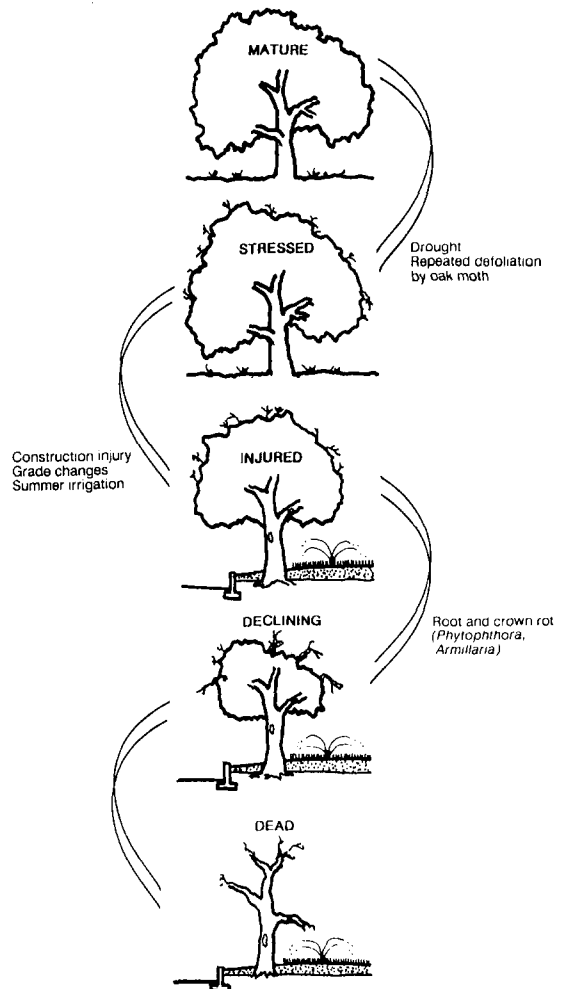 MATURE
Drought
Repeated defoliation
by oak moth
STRESSED
Construction injury
Grade changes
Summer irrigation
INJURED
Root and crown rot
(Phytophthora,
Armillaria)
DECLINING
DEAD